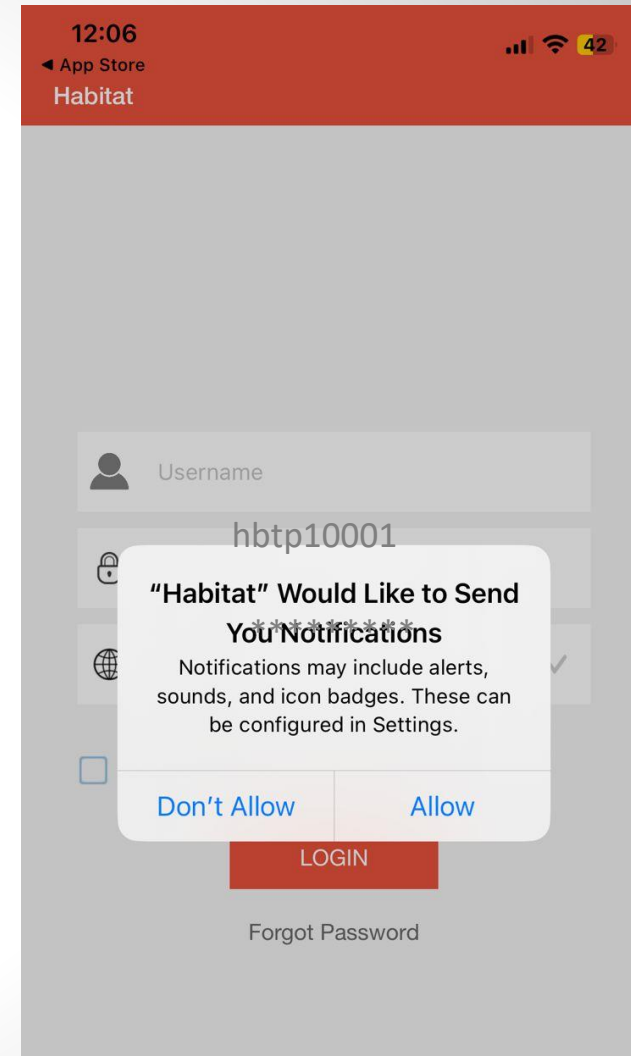 12:06
42
◀ App Store
Habitat
Username
hbtp10001
“Habitat” Would Like to Send
You Notifications
*********
Notifications may include alerts,
sounds, and icon badges. These can
be configured in Settings.
Don’t Allow
Allow
LOGIN
Forgot Password